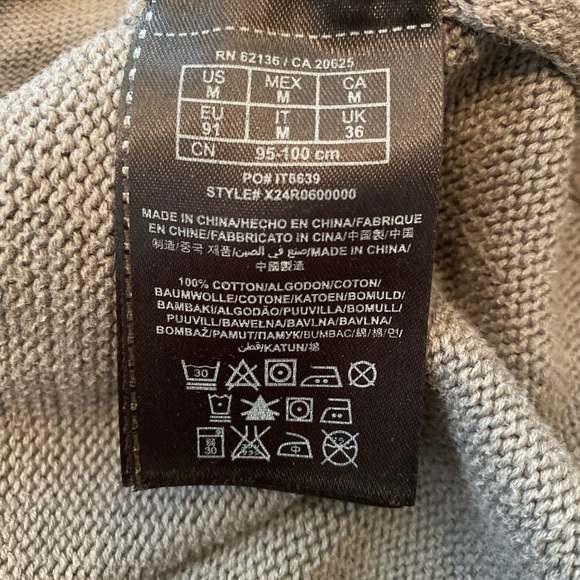 RN 62136 / CA 20625
US M MEX M CA M
EU 91 IT M UK 36
CN 95-100 cm
PO# IT6639
STYLE# X24R0600000
MADE IN CHINA/HECHO EN CHINA/FABRIQUE
EN CHINE/FABBRICATO IN CINA/中国製/中国
制造/중국 제품/صنع في الصين/MADE IN CHINA/
中國製造
100% COTTON/ALGODON/COTON/
BAUMWOLLE/COTONE/KATOEN/BOMULD/
BAMBAKI/ALGODÃO/PUUVILLA/BOMULL/
PUUVILL/BAWEŁNA/BAVLNA/BAVLNA/
BOMBAŽ/PAMUT/ПАМУК/BUMBAC/綿/棉/면/
قطن/KATUN/綿
30
30
中